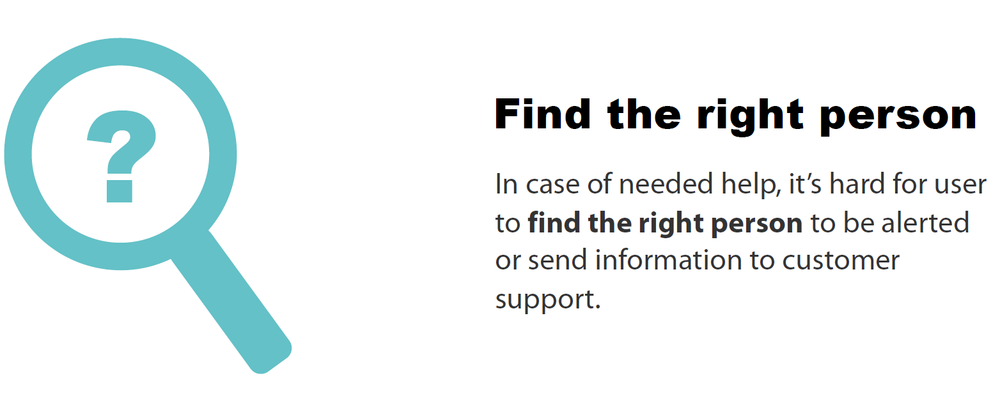 ?
Find the right person
In case of needed help, it’s hard for user
to find the right person to be alerted
or send information to customer
support.